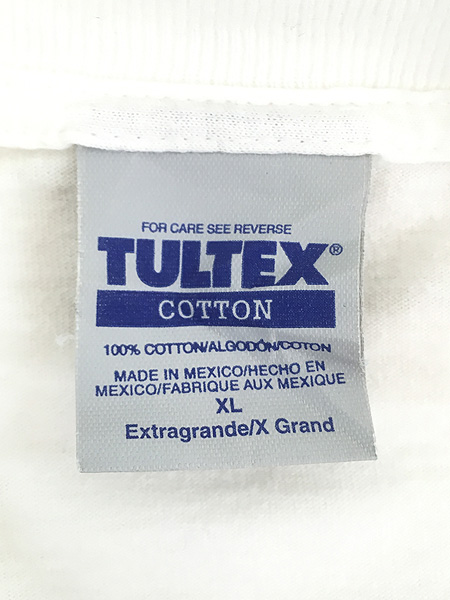 FOR CARE SEE REVERSE
TULTEX®
COTTON
100% COTTON/ALGODÓN/COTON
MADE IN MEXICO/HECHO EN
MEXICO/FABRIQUE AUX MEXIQUE
XL
Extragrande/X Grand